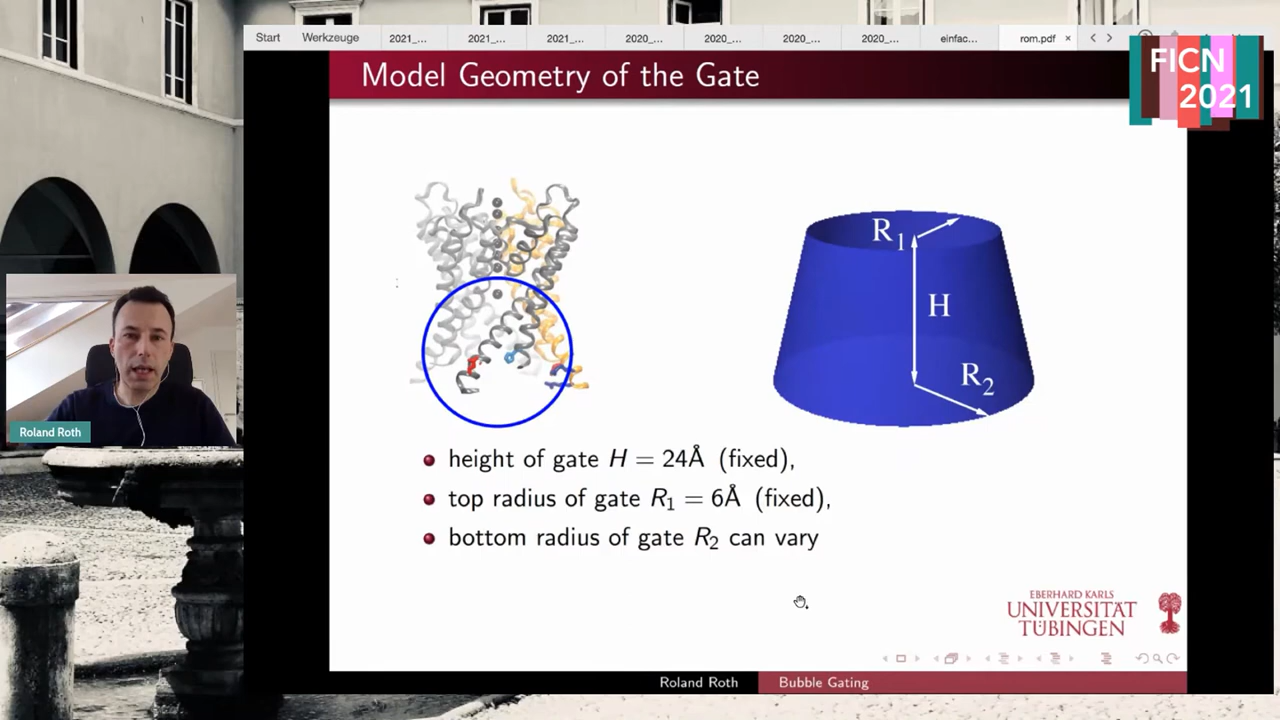 Start Werkzeuge 2021_... 2021_... 2021_... 2020_... 2020_... 2020_... 2020_... einfac... rom.pdf
FICN
2021
Model Geometry of the Gate
R1
H
R2
Roland Roth
height of gate H = 24Å (fixed),
top radius of gate R1 = 6Å (fixed),
bottom radius of gate R2 can vary
EBERHARD KARLS
UNIVERSITÄT
TÜBINGEN
Roland Roth Bubble Gating